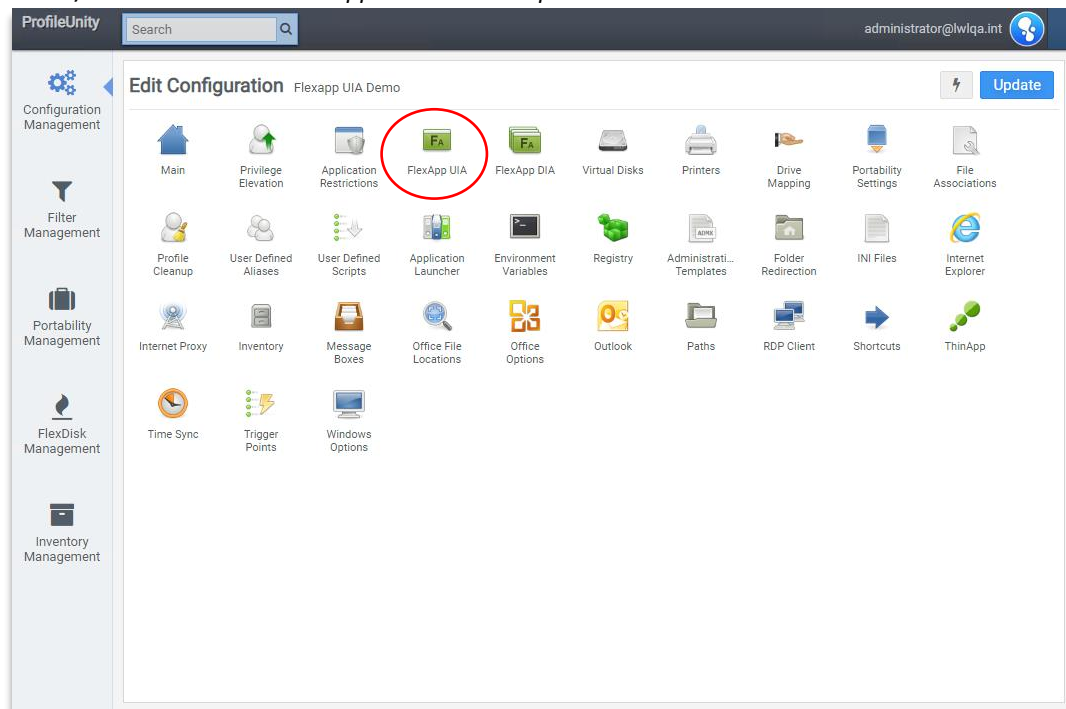 ProfileUnity
Search
administrator@lwlqa.int
Configuration
Management
Filter
Management
Portability
Management
FlexDisk
Management
Inventory
Management
Edit Configuration Flexapp UIA Demo
Update
Main
Privilege
Elevation
Application
Restrictions
FA
FlexApp UIA
FA
FlexApp DIA
Virtual Disks
Printers
Drive
Mapping
Portability
Settings
File
Associations
Profile
Cleanup
User Defined
Aliases
User Defined
Scripts
Application
Launcher
Environment
Variables
Registry
ADMX
Administrati...
Templates
Folder
Redirection
INI Files
Internet
Explorer
Internet Proxy
Inventory
Message
Boxes
Office File
Locations
Office
Options
Outlook
Paths
RDP Client
Shortcuts
ThinApp
Time Sync
Trigger
Points
Windows
Options